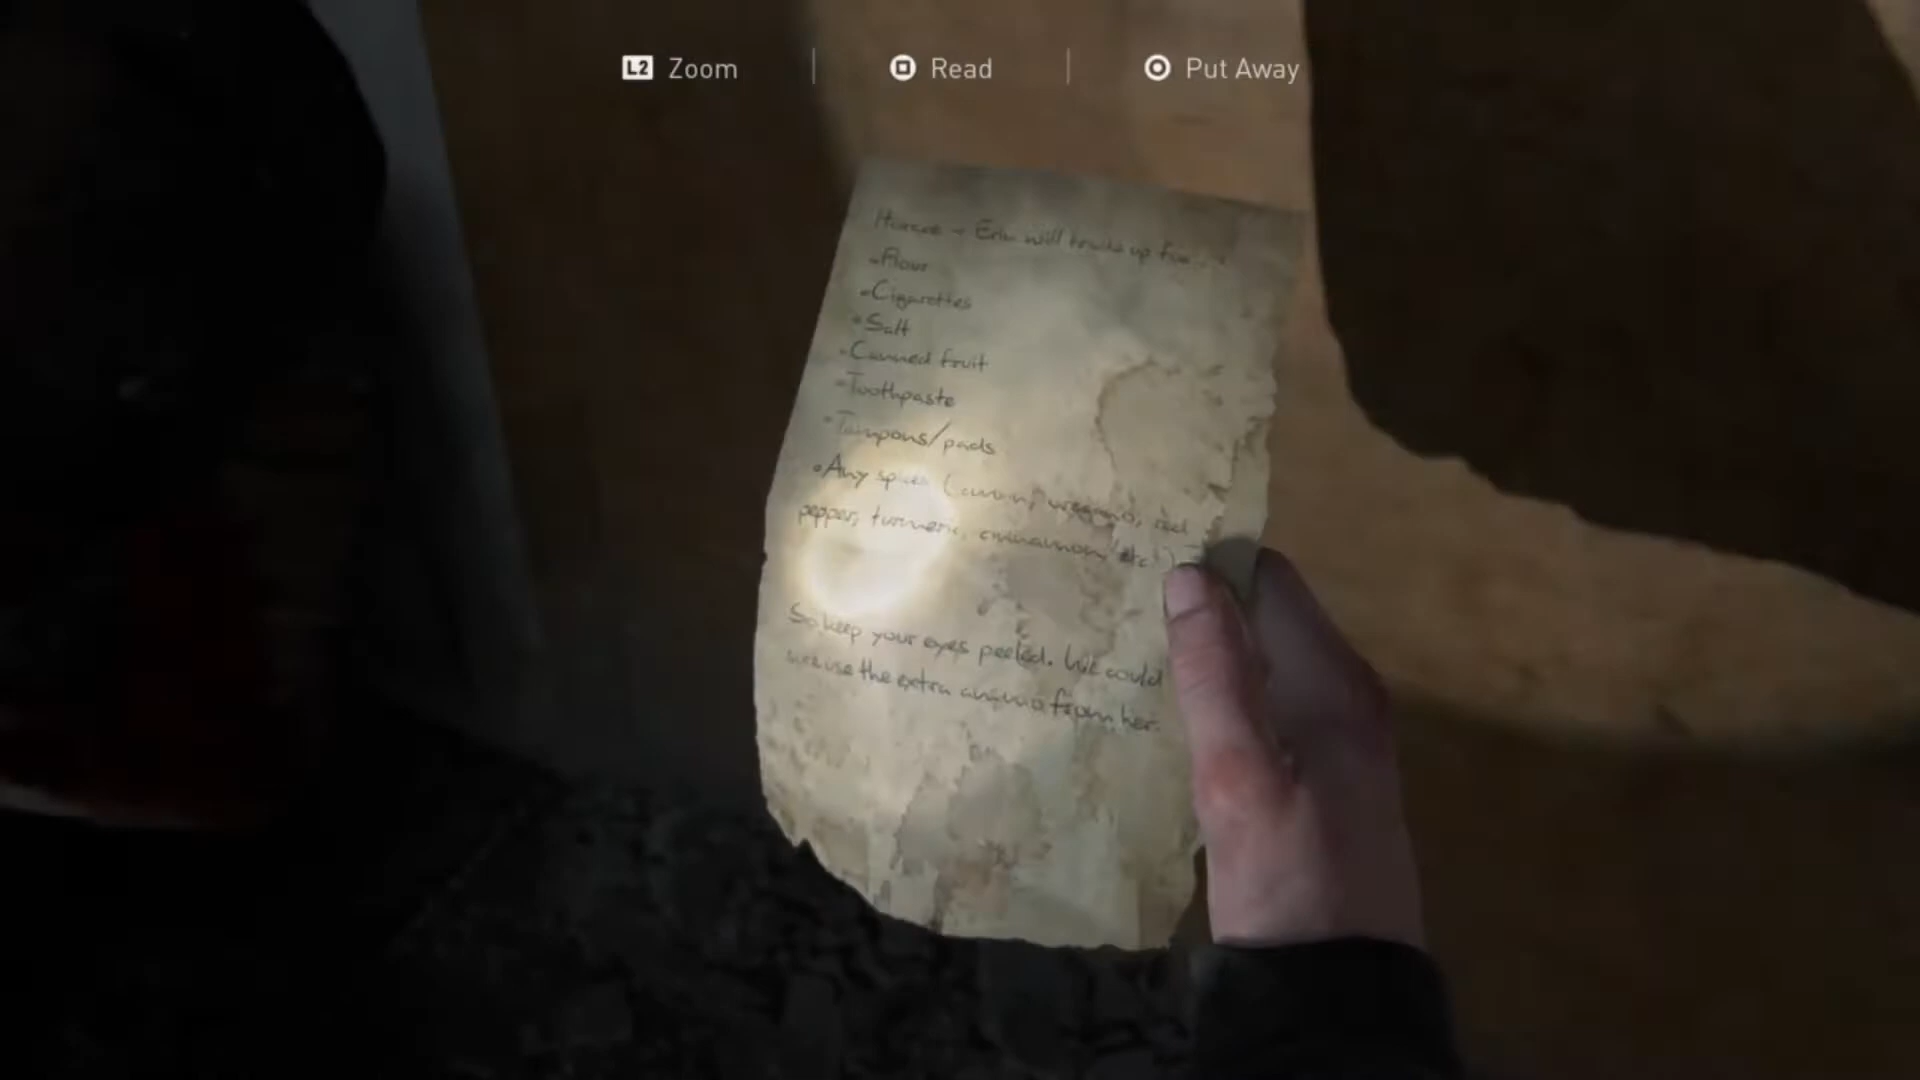 L2 Zoom | Read | Put Away
Erin will trade up for...
•Flour
•Cigarettes
•Salt
•Canned fruit
•Toothpaste
•Tampons/pads
•Any spices (cumin, oregano, red
pepper, turmeric, cinnamon, etc!)
So keep your eyes peeled. We could
use the extra ammo from her.